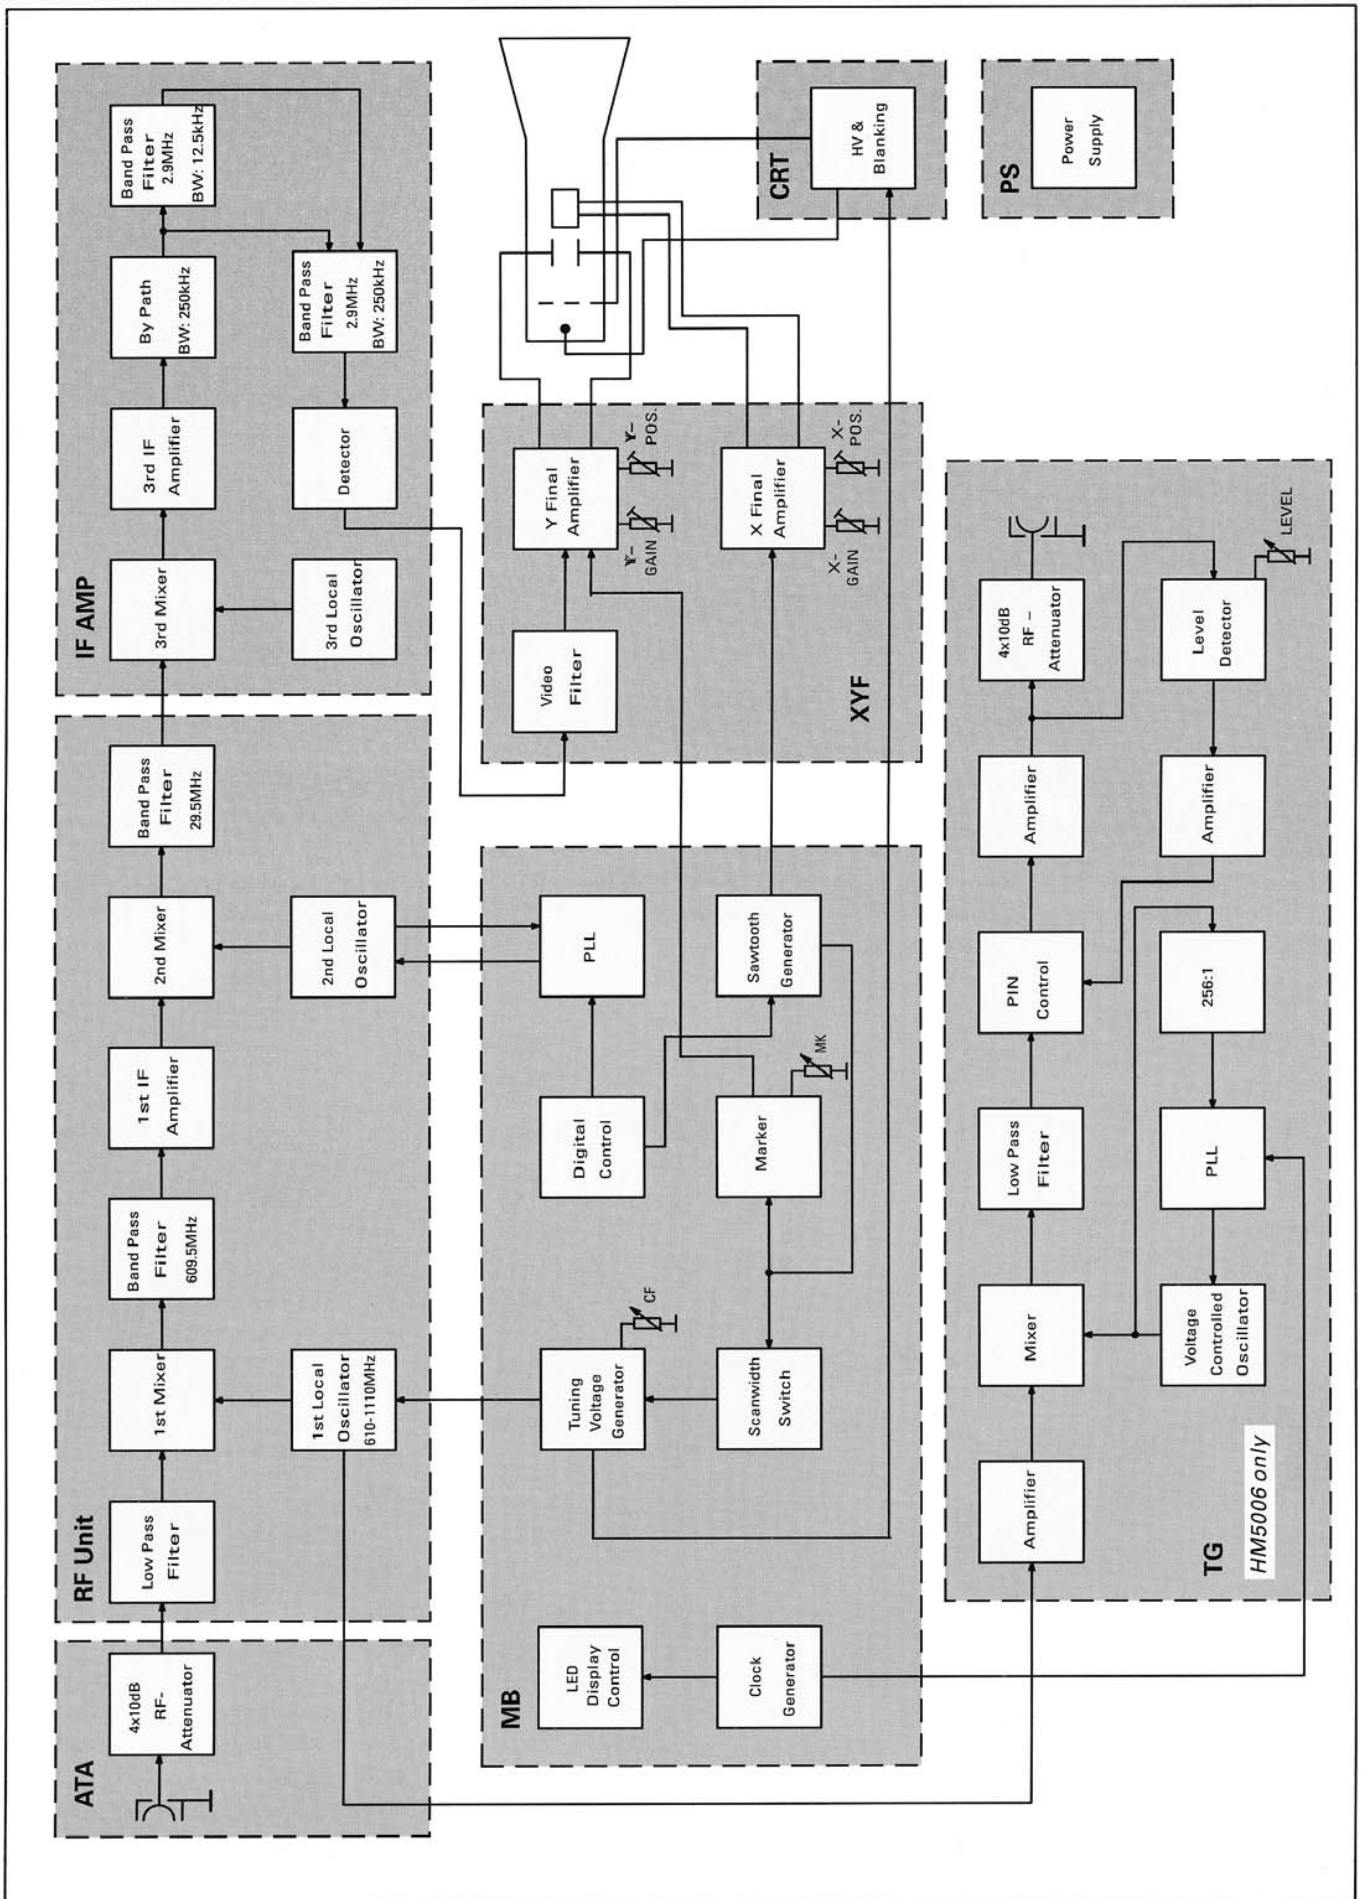 ATA
4x10dB
RF-
Attenuator
RF Unit
Low Pass
Filter
1st Mixer
Band Pass
Filter
609.5MHz
1st IF
Amplifier
2nd Mixer
Band Pass
Filter
29.5MHz
1st Local
Oscillator
610-1110MHz
2nd Local
Oscillator
IF AMP
3rd Mixer
3rd IF
Amplifier
By Path
BW: 250kHz
Band Pass
Filter
2.9MHz
BW: 12.5kHz
3rd Local
Oscillator
Detector
Band Pass
Filter
2.9MHz
BW: 250kHz
MB
LED
Display
Control
Tuning
Voltage
Generator
CF
Digital
Control
PLL
Clock
Generator
Scanwidth
Switch
Marker
MK
Sawtooth
Generator
XYF
Video
Filter
Y Final
Amplifier
Y-
GAIN
Y-
POS.
X Final
Amplifier
X-
GAIN
X-
POS.
CRT
HV &
Blanking
PS
Power
Supply
TG
HM5006 only
Amplifier
Mixer
Low Pass
Filter
PIN
Control
Amplifier
4x10dB
RF -
Attenuator
Voltage
Controlled
Oscillator
PLL
256:1
Amplifier
Level
Detector
LEVEL